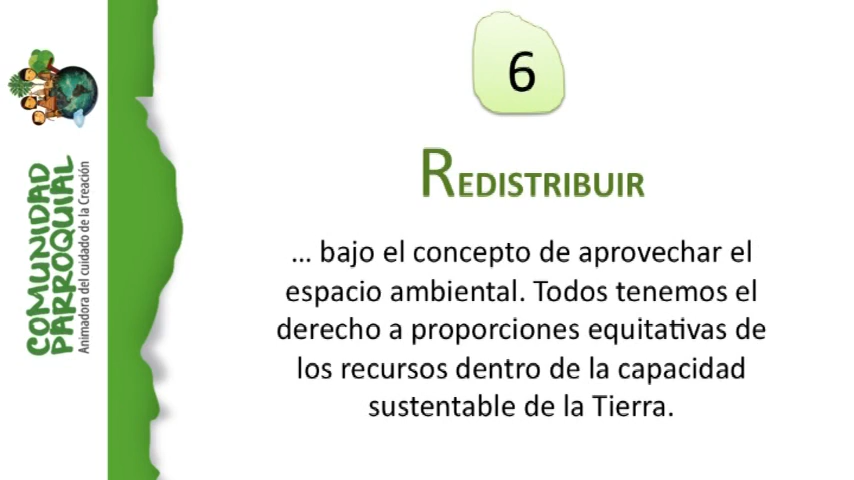 6
REDISTRIBUIR
... bajo el concepto de aprovechar el
espacio ambiental. Todos tenemos el
derecho a proporciones equitativas de
los recursos dentro de la capacidad
sustentable de la Tierra.
COMUNIDAD
PARROQUIAL
Animadora del cuidado de la Creación